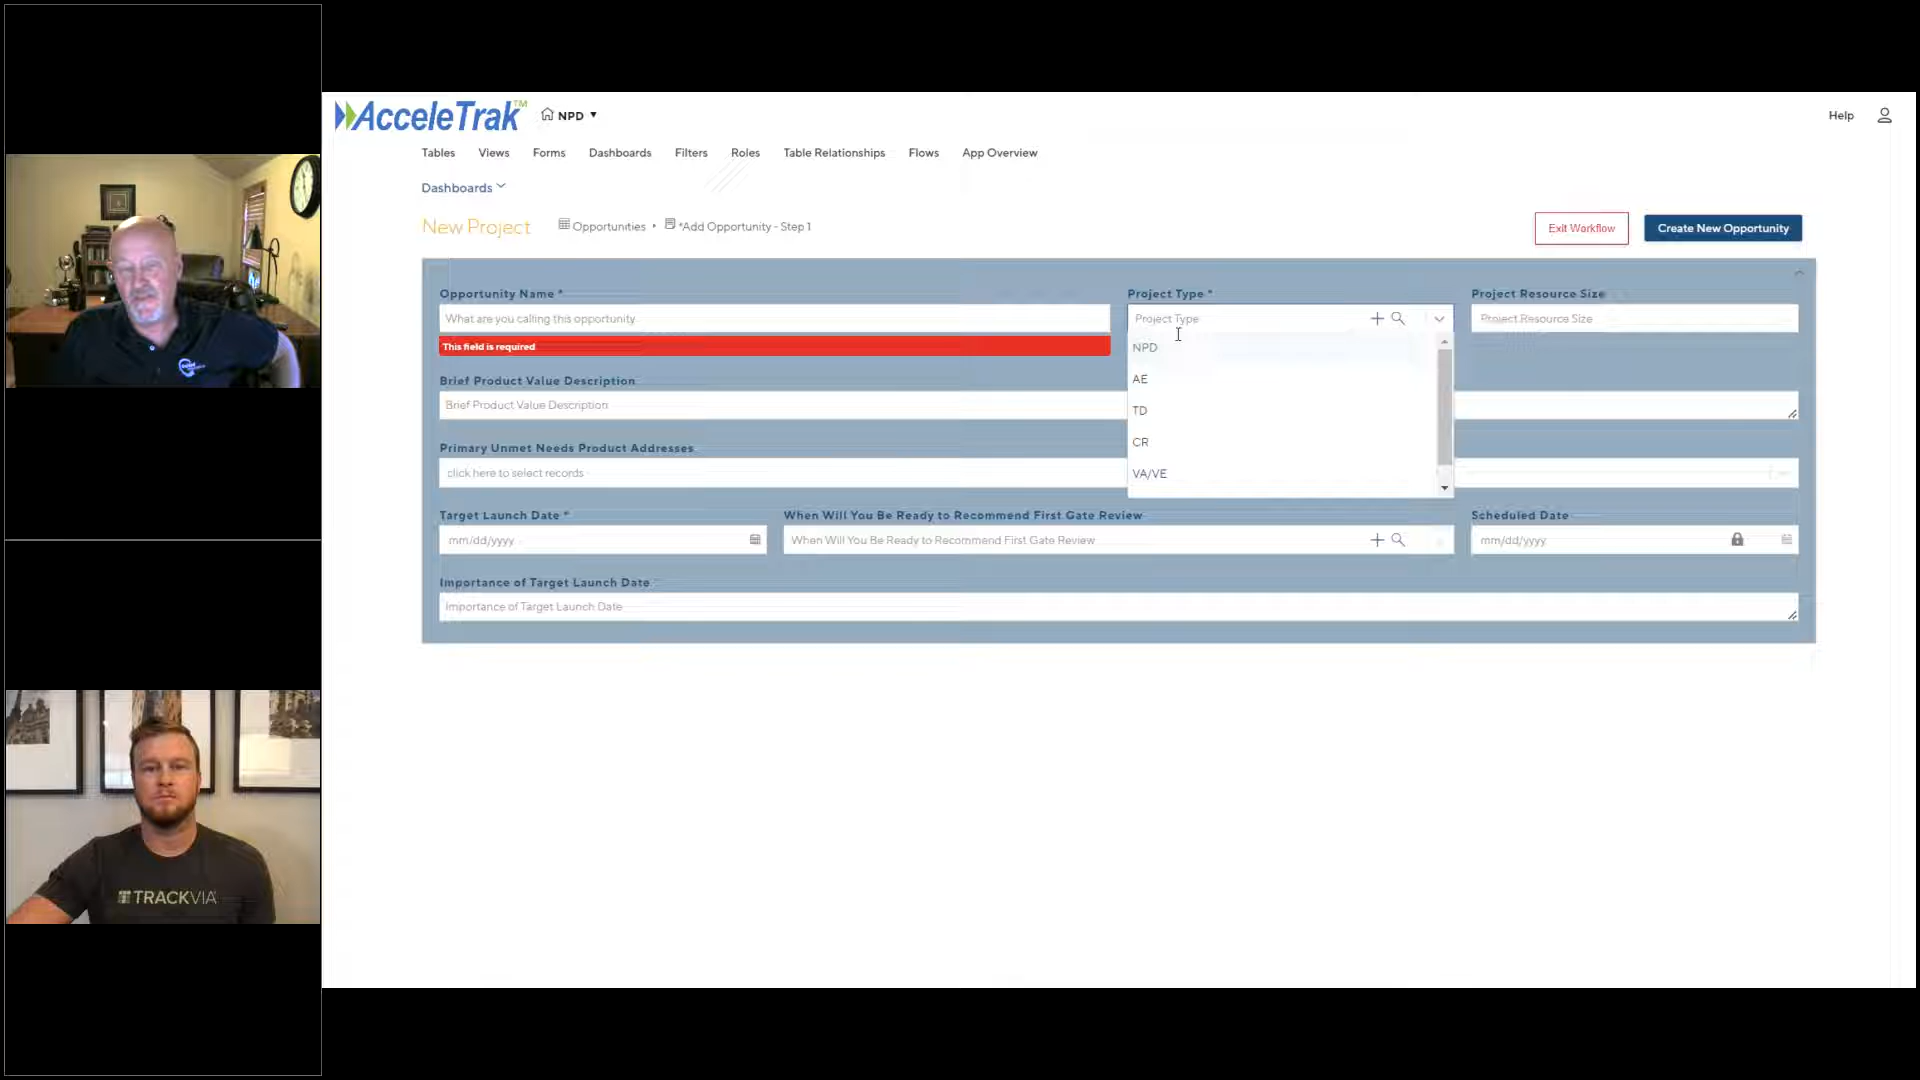 AcceleTrak™
NPD
Help
Tables Views Forms Dashboards Filters Roles Table Relationships Flows App Overview
Dashboards
New Project Opportunities *Add Opportunity - Step 1
Exit Workflow Create New Opportunity
Opportunity Name * Project Type * Project Resource Size
What are you calling this opportunity Project Type Project Resource Size
This field is required
NPD
AE
TD
CR
VA/VE
Brief Product Value Description
Brief Product Value Description
Primary Unmet Needs Product Addresses
click here to select records
Target Launch Date * When Will You Be Ready to Recommend First Gate Review Scheduled Date
mm/dd/yyyy When Will You Be Ready to Recommend First Gate Review mm/dd/yyyy
Importance of Target Launch Date
Importance of Target Launch Date
TRACKVIA